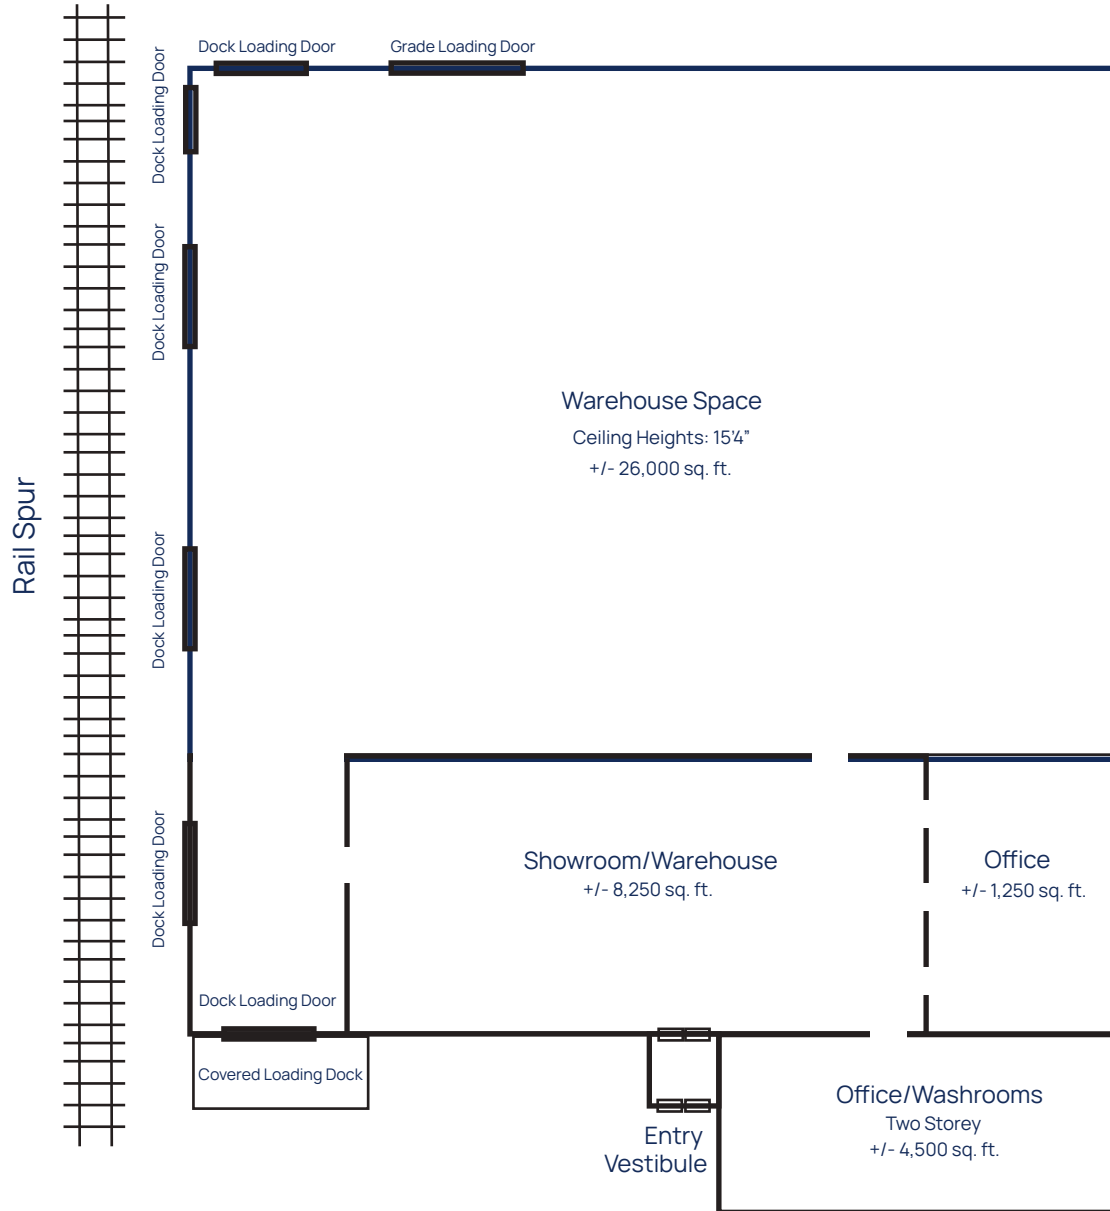 Dock Loading Door
Grade Loading Door
Dock Loading Door
Dock Loading Door
Warehouse Space
Ceiling Heights: 15'4”
+/- 26,000 sq. ft.
Rail Spur
Dock Loading Door
Dock Loading Door
Showroom/Warehouse
+/- 8,250 sq. ft.
Office
+/- 1,250 sq. ft.
Dock Loading Door
Covered Loading Dock
Entry
Vestibule
Office/Washrooms
Two Storey
+/- 4,500 sq. ft.